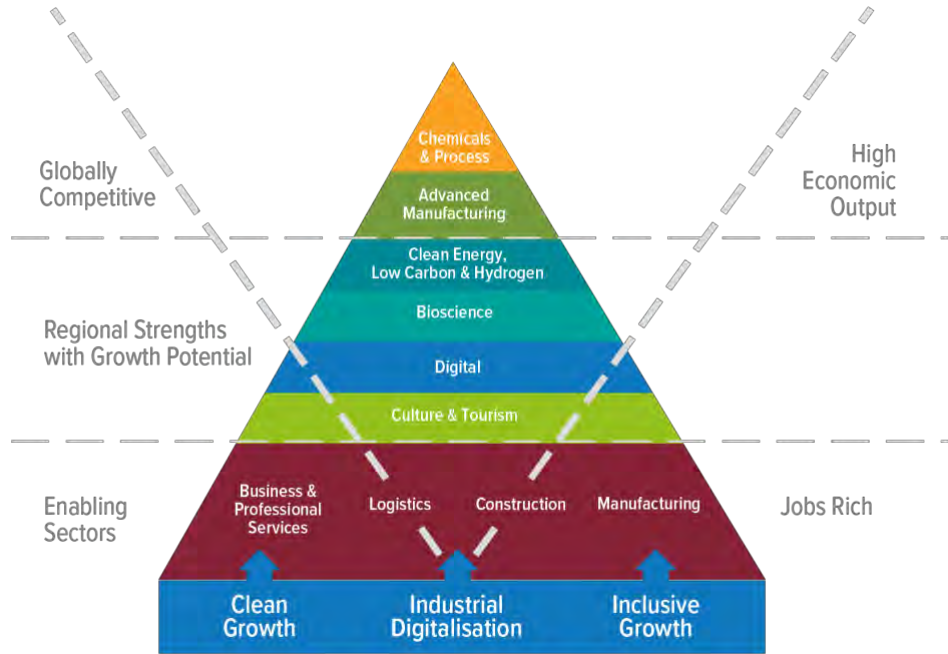 Chemicals
& Process
Globally
Competitive
High
Economic
Output
Advanced
Manufacturing
Clean Energy,
Low Carbon & Hydrogen
Bioscience
Regional Strengths
with Growth Potential
Digital
Culture & Tourism
Enabling
Sectors
Business &
Professional
Services
Logistics
Construction
Manufacturing
Jobs Rich
Clean
Growth
Industrial
Digitalisation
Inclusive
Growth